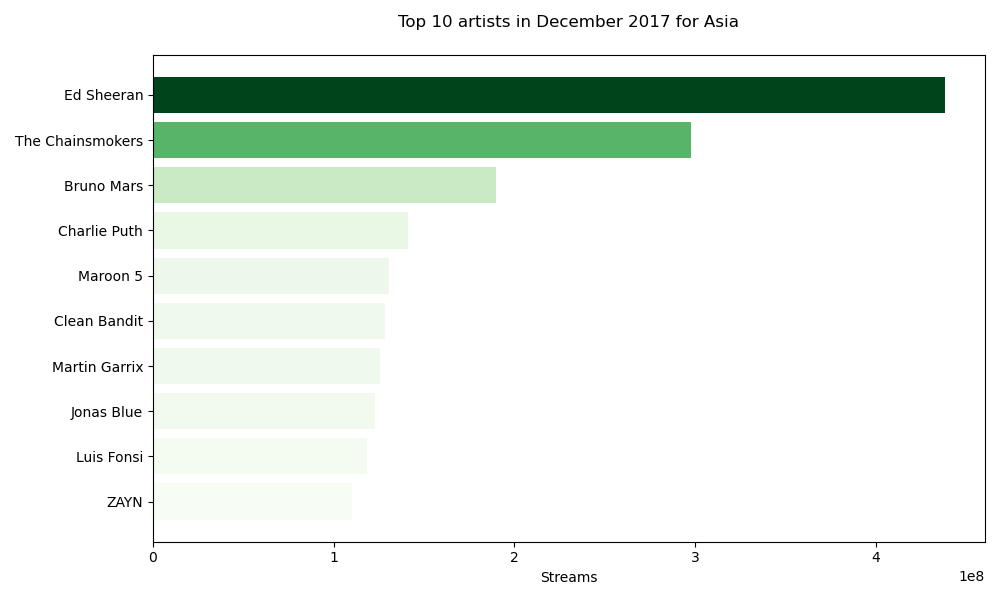 Top 10 artists in December 2017 for Asia
Ed Sheeran
The Chainsmokers
Bruno Mars
Charlie Puth
Maroon 5
Clean Bandit
Martin Garrix
Jonas Blue
Luis Fonsi
ZAYN
0 1 2 3 4
1e8
Streams